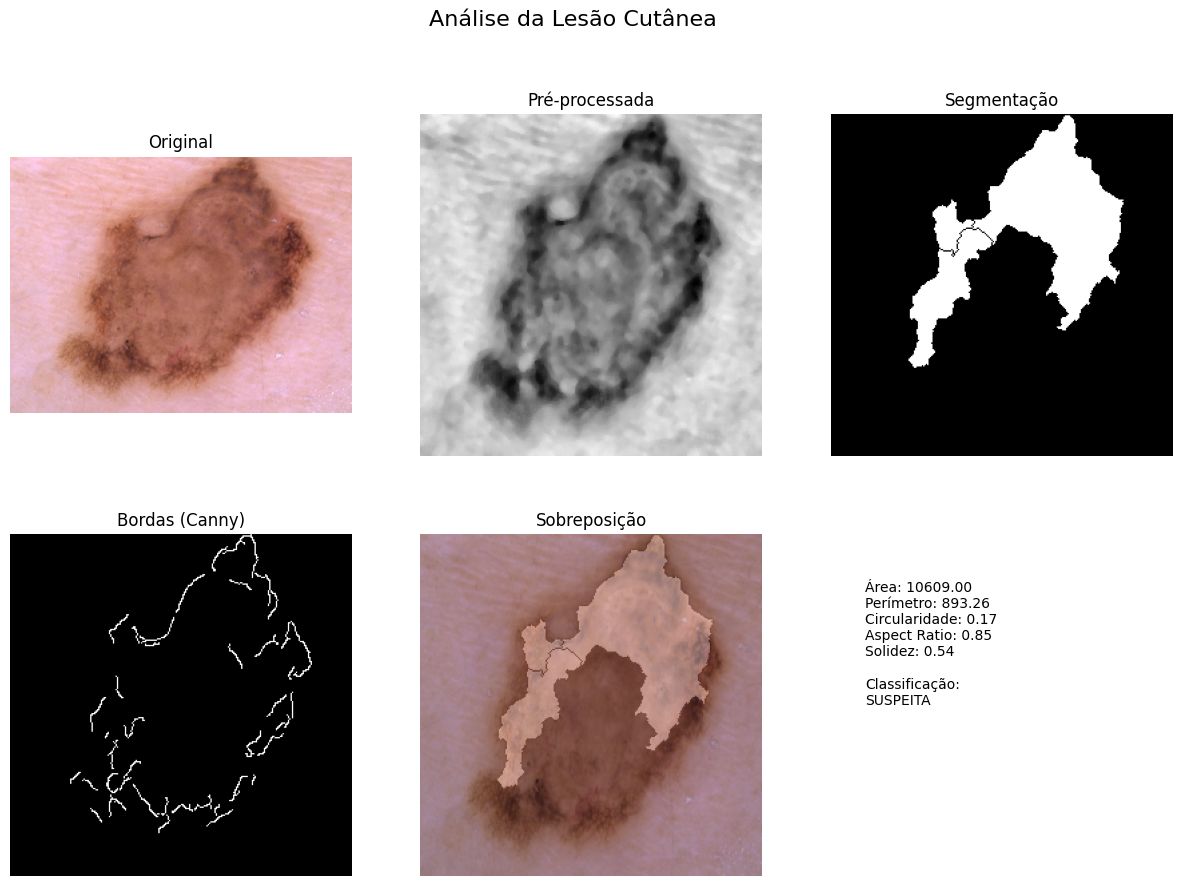 Análise da Lesão Cutânea
Original
Pré-processada
Segmentação
Bordas (Canny)
Sobreposição
Área: 10609.00
Perímetro: 893.26
Circularidade: 0.17
Aspect Ratio: 0.85
Solidez: 0.54
Classificação:
SUSPEITA